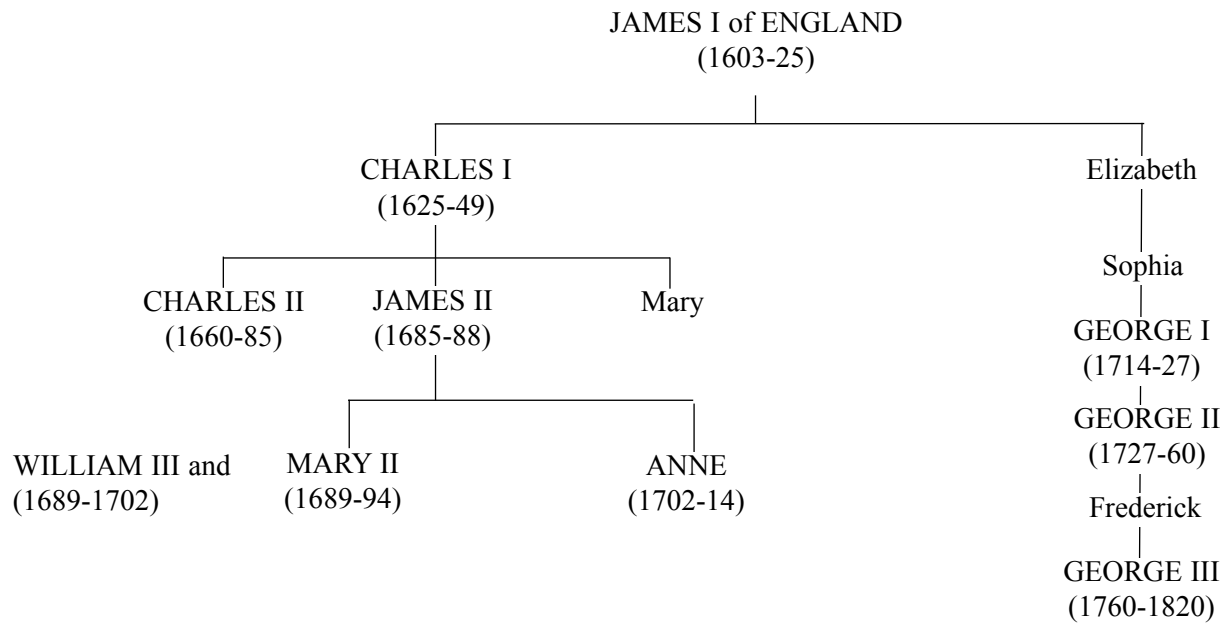 JAMES I of ENGLAND
(1603-25)
CHARLES I
(1625-49)
Elizabeth
CHARLES II
(1660-85)
JAMES II
(1685-88)
Mary
Sophia
GEORGE I
(1714-27)
GEORGE II
(1727-60)
WILLIAM III and
(1689-1702)
MARY II
(1689-94)
ANNE
(1702-14)
Frederick
GEORGE III
(1760-1820)